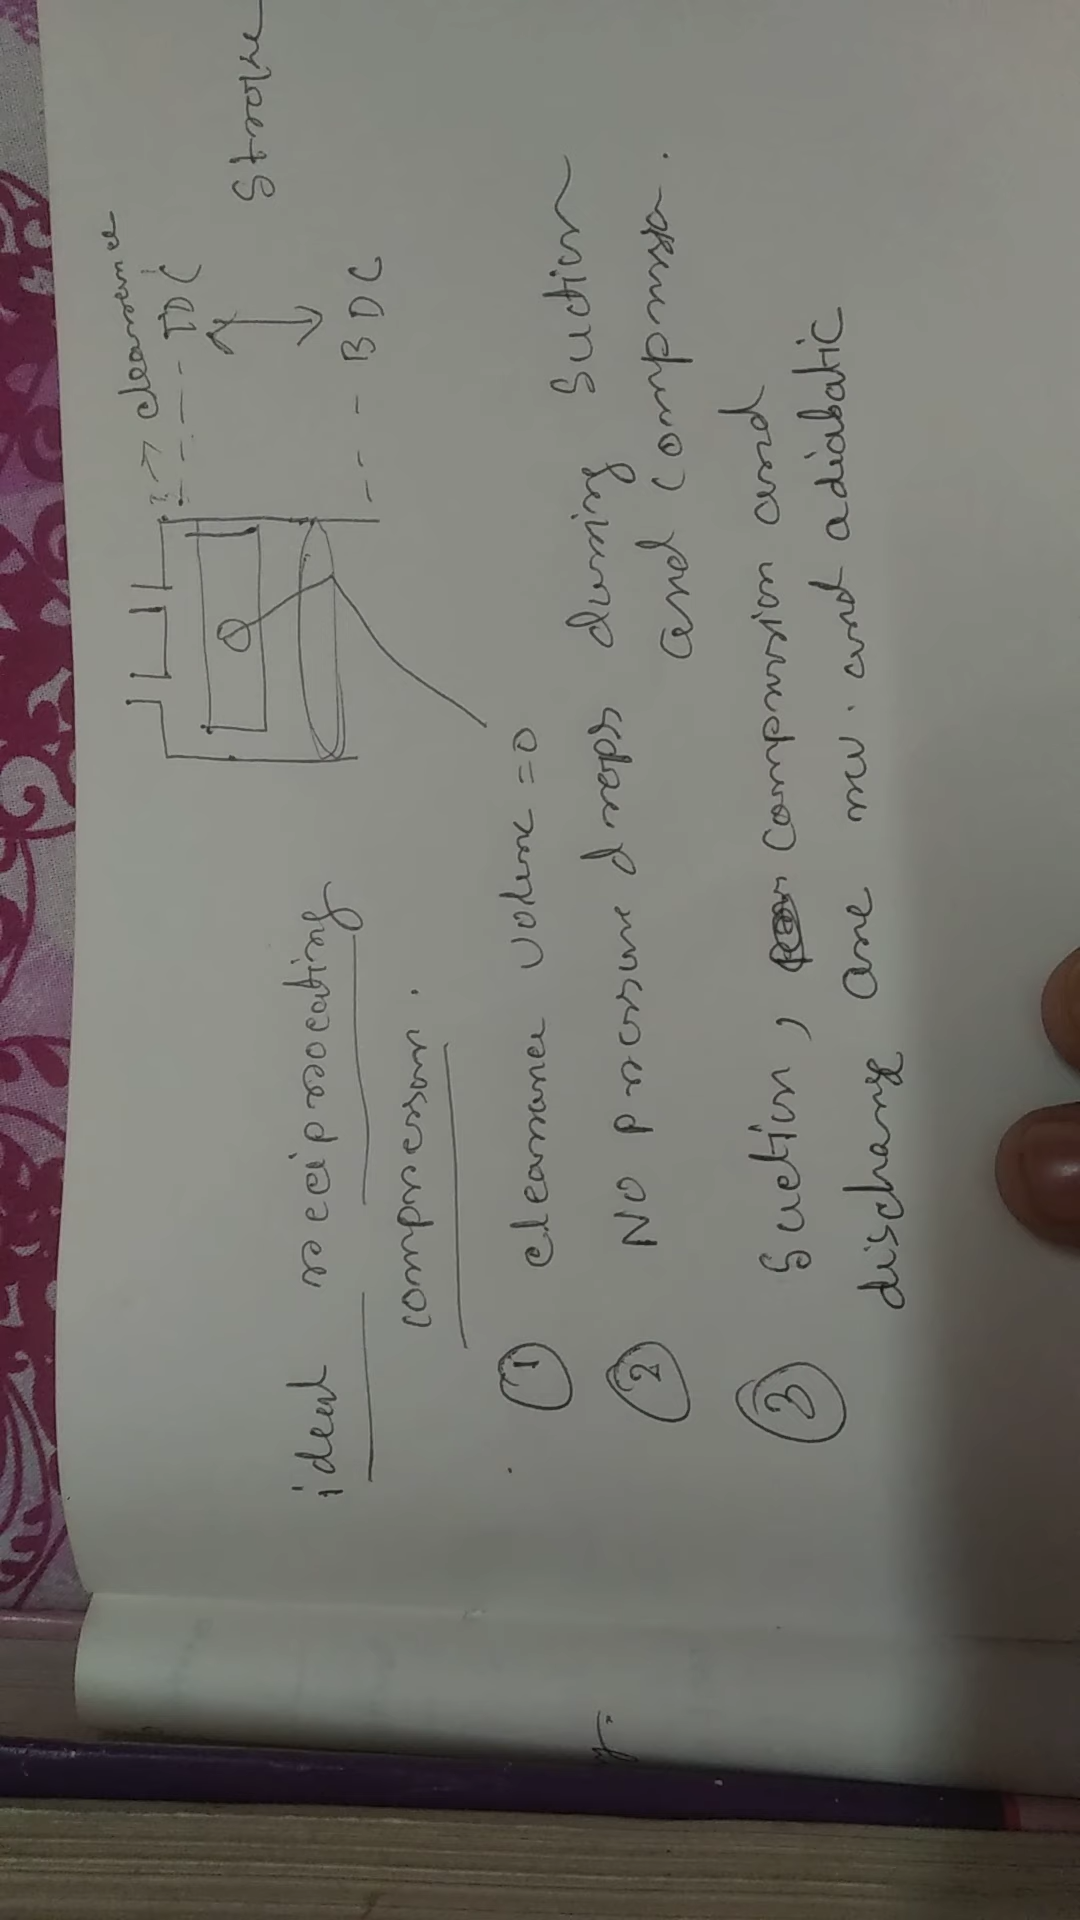 clearance
TDC
Stroke
BDC
ideal reciprocating
compressor.
① clearance volume = 0
② No pressure drops during suction
and compression.
③ Suction, compression and
discharge are rev. and adiabatic